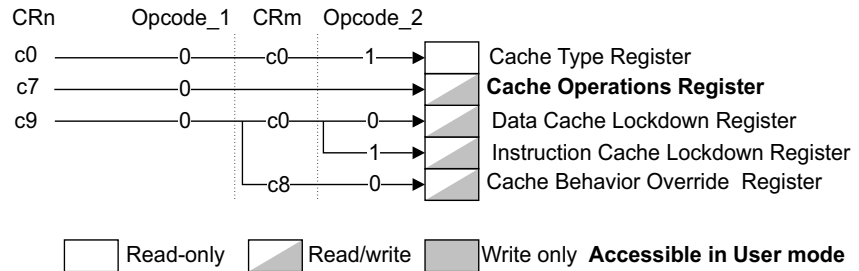 CRn Opcode_1 CRm Opcode_2
c0 0 c0 1 Cache Type Register
c7 0 Cache Operations Register
c9 0 c0 0 Data Cache Lockdown Register
1 Instruction Cache Lockdown Register
c8 0 Cache Behavior Override Register
Read-only Read/write Write only Accessible in User mode